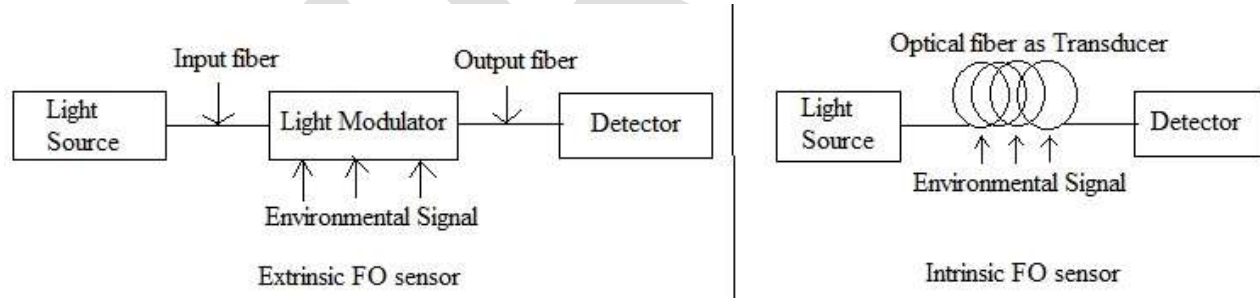 Input fiber
Output fiber
Light
Source
Light Modulator
Detector
Environmental Signal
Extrinsic FO sensor
Optical fiber as Transducer
Light
Source
Detector
Environmental Signal
Intrinsic FO sensor